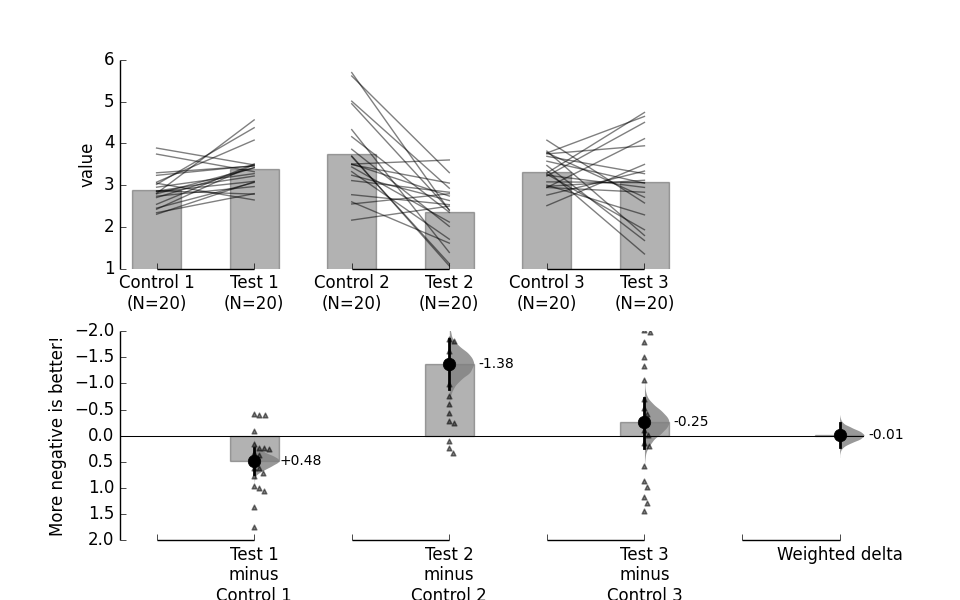 6
5
4
3
2
1
value
Control 1 Test 1 Control 2 Test 2 Control 3 Test 3
(N=20) (N=20) (N=20) (N=20) (N=20) (N=20)
More negative is better!
−2.0
−1.5
−1.0
−0.5
0.0
0.5
1.0
1.5
2.0
+0.48
-1.38
-0.25
-0.01
Test 1 Test 2 Test 3 Weighted delta
minus minus minus
Control 1 Control 2 Control 3